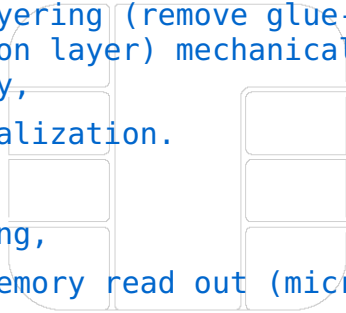 yering (remove glue-
on layer) mechanical
y,
alization.
ng,
emory read out (micr